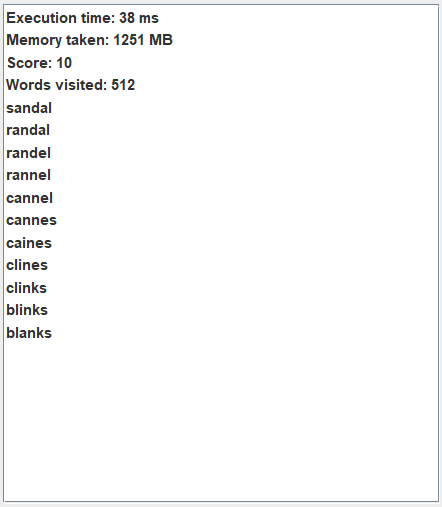 Execution time: 38 ms
Memory taken: 1251 MB
Score: 10
Words visited: 512
sandal
randal
randel
rannel
cannel
cannes
caines
clines
clinks
blinks
blanks